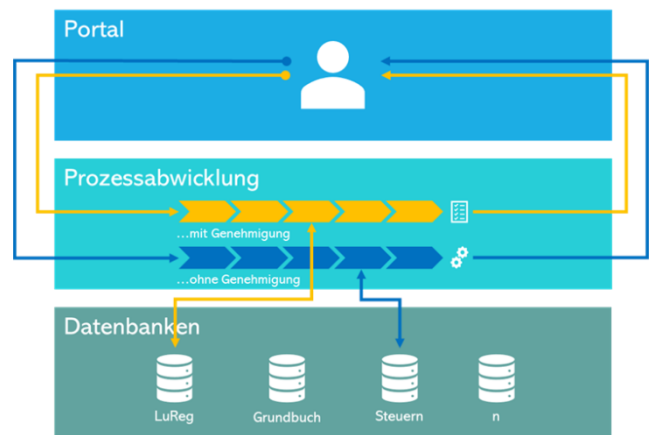 Portal
Prozessabwicklung
...mit Genehmigung
...ohne Genehmigung
Datenbanken
LuReg
Grundbuch
Steuern
n